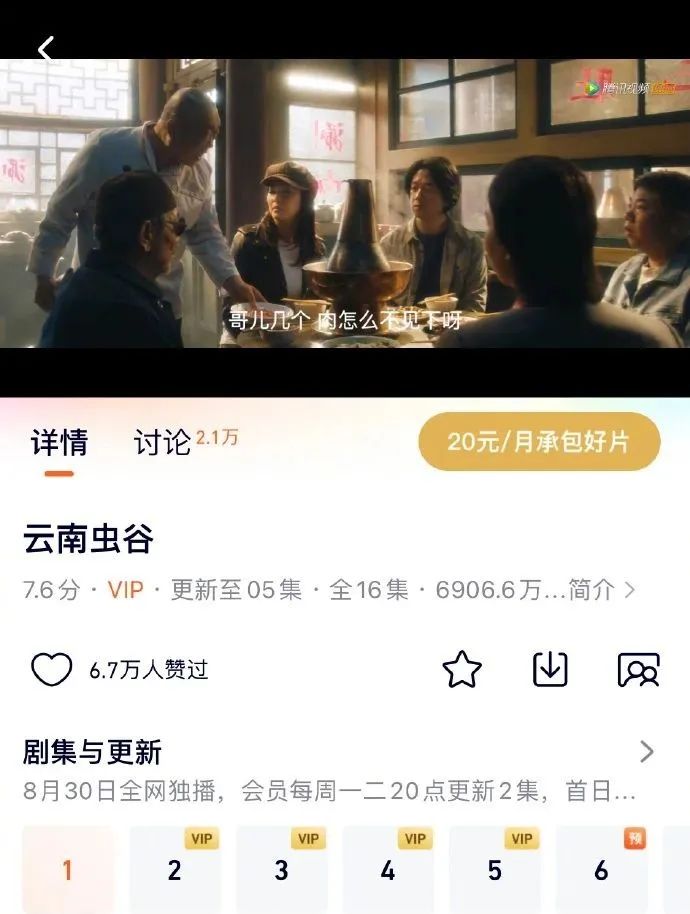 腾讯视频
哥儿几个 肉怎么不见下呀
详情 讨论 2.1万 20元/月承包好片
云南虫谷
7.6分 · VIP · 更新至05集 · 全16集 · 6906.6万...简介
6.7万人赞过
剧集与更新
8月30日全网独播，会员每周一二20点更新2集，首日...
VIP VIP VIP VIP 预
1 2 3 4 5 6